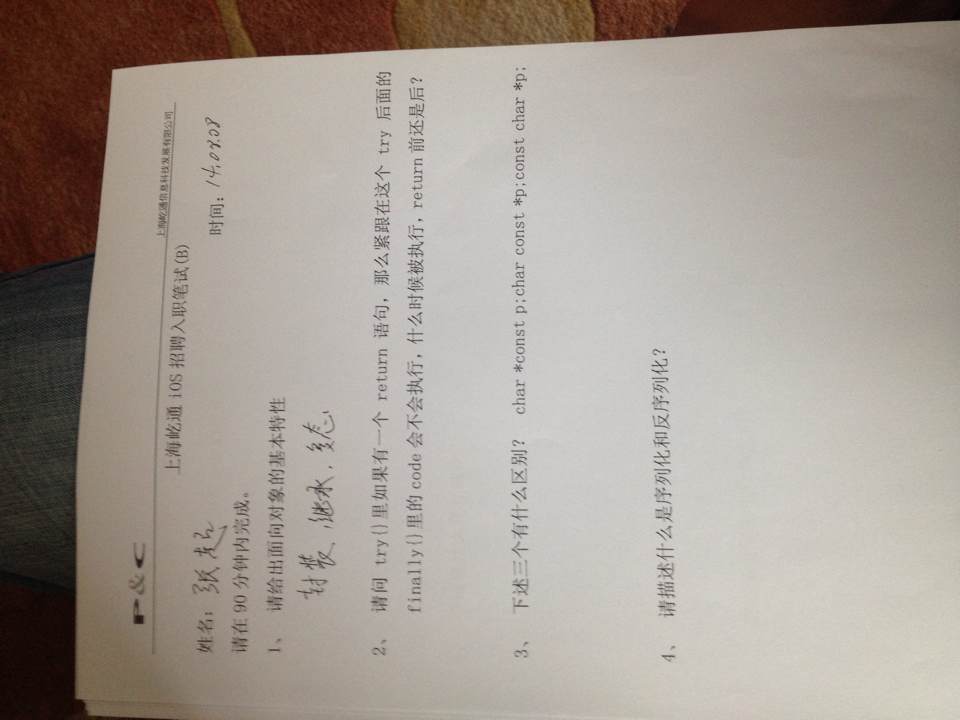 P&C
上海屹通信息科技发展有限公司
上海屹通 iOS 招聘入职笔试(B)
姓名: 张起
时间: 14.08.08
请在 90 分钟内完成。
1、 请给出面向对象的基本特性
封装,继承,多态
2、 请问 try{}里如果有一个 return 语句，那么紧跟在这个 try 后面的
finally{}里的 code 会不会执行，什么时候被执行，return 前还是后？
3、 下述三个有什么区别？ char *const p;char const *p;const char *p;
4、 请描述什么是序列化和反序列化？